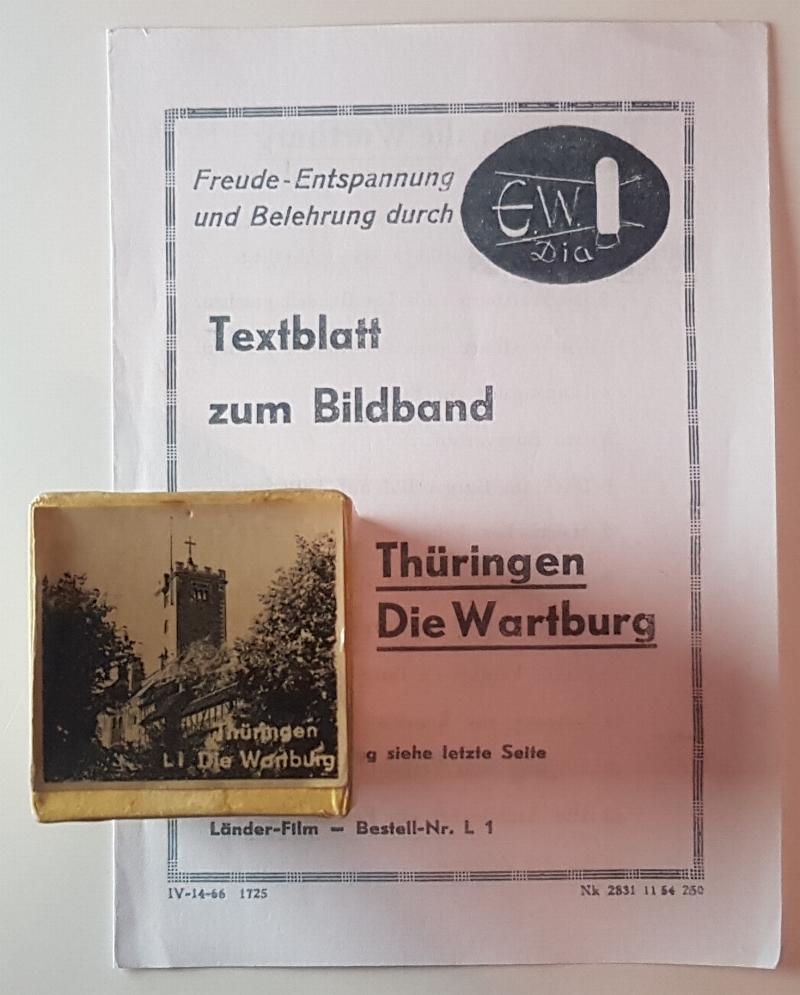 Freude-Entspannung
und Belehrung durch
E.W.
Dia
Textblatt
zum Bildband
Thüringen
Die Wartburg
g siehe letzte Seite
Länder-Film — Bestell-Nr. L 1
IV-14-66 1725
Nk 2831 11 54 250
Thüringen
L1 Die Wartburg